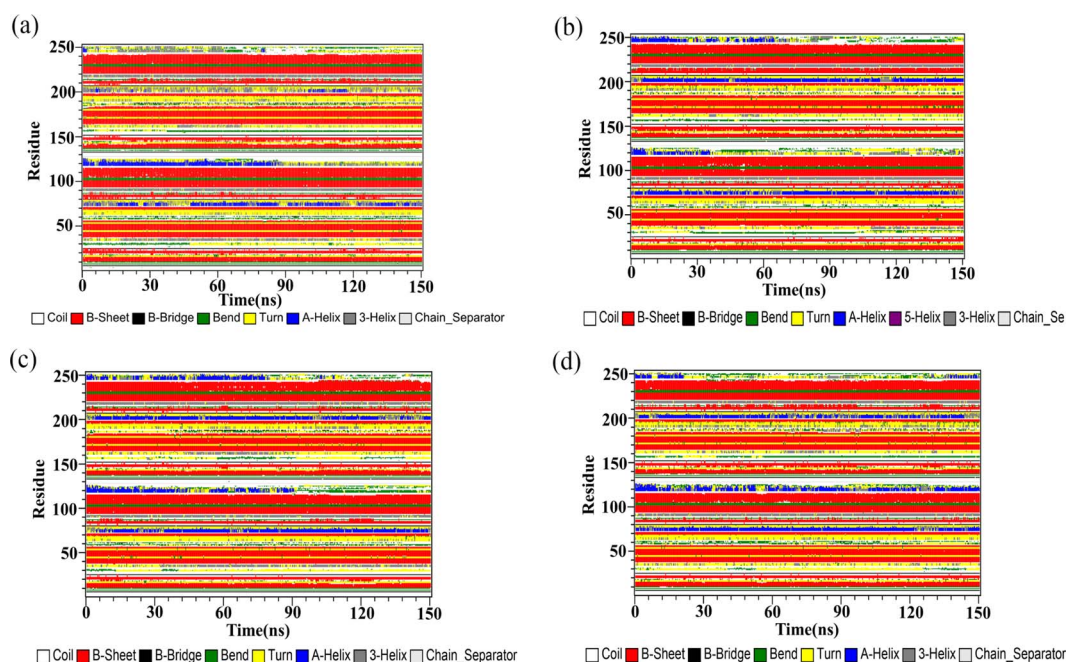 (a)
250
200
150
100
50
Residue
0 30 60 90 120 150
Time(ns)
Coil B-Sheet B-Bridge Bend Turn A-Helix 3-Helix Chain_Separator
(b)
250
200
150
100
50
Residue
0 30 60 90 120 150
Time(ns)
Coil B-Sheet B-Bridge Bend Turn A-Helix 5-Helix 3-Helix Chain_Se
(c)
250
200
150
100
50
Residue
0 30 60 90 120 150
Time(ns)
Coil B-Sheet B-Bridge Bend Turn A-Helix 3-Helix Chain_Separator
(d)
250
200
150
100
50
Residue
0 30 60 90 120 150
Time(ns)
Coil B-Sheet B-Bridge Bend Turn A-Helix 3-Helix Chain_Separator